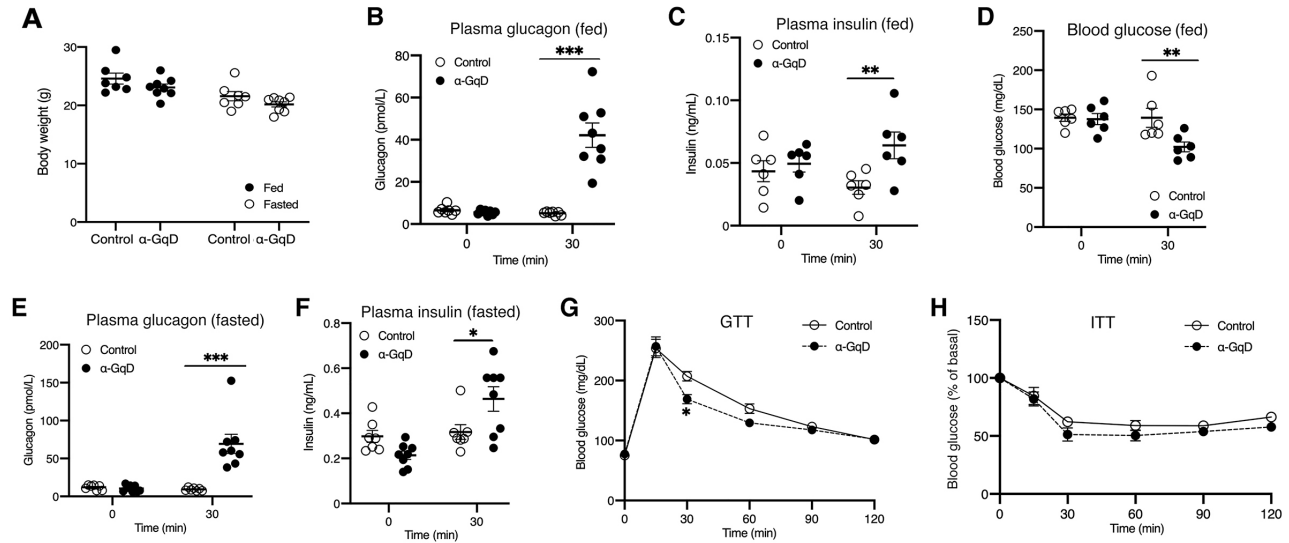 A
30
20
10
0
Body weight (g)
Fed
Fasted
Control α-GqD Control α-GqD
B
Plasma glucagon (fed)
80
60
40
20
0
Glucagon (pmol/L)
Control
α-GqD
***
0 30
Time (min)
C
Plasma insulin (fed)
0.15
0.10
0.05
0
Insulin (ng/mL)
Control
α-GqD
**
0 30
Time (min)
D
Blood glucose (fed)
250
200
150
100
50
0
Blood glucose (mg/dL)
**
Control
α-GqD
0 30
Time (min)
E
Plasma glucagon (fasted)
200
150
100
50
0
Glucagon (pmol/L)
Control
α-GqD
***
0 30
Time (min)
F
Plasma insulin (fasted)
0.8
0.6
0.4
0.2
0
Insulin (ng/mL)
Control
α-GqD
*
0 30
Time (min)
G
GTT
300
200
100
0
Blood glucose (mg/dL)
Control
α-GqD
*
0 30 60 90 120
Time (min)
H
ITT
150
100
50
0
Blood glucose (% of basal)
Control
α-GqD
0 30 60 90 120
Time (min)